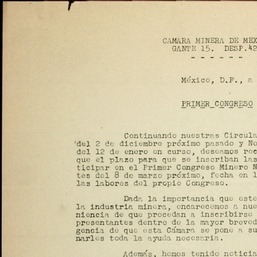 CAMARA MINERA DE MEX
GANTE 15. DESP.42
México, D.F., a
PRIMER CONGRESO
Continuando nuestras Circula
del 2 de diciembre próximo pasado y No
del 12 de enero en curso, deseamos rec
que el plazo para que se inscriban las
ticipar en el Primer Congreso Minero N
tes del 8 de marzo próximo, fecha en l
las labores del propio Congreso.
Dada la importancia que este
la industria minera, encarecemos a nue
niencia de que procedan a inscribirse
presentantes dentro de la mayor breved
gencia de que esta Cámara se pone a su
narles toda la ayuda necesaria.
Además, hemos tenido noticia